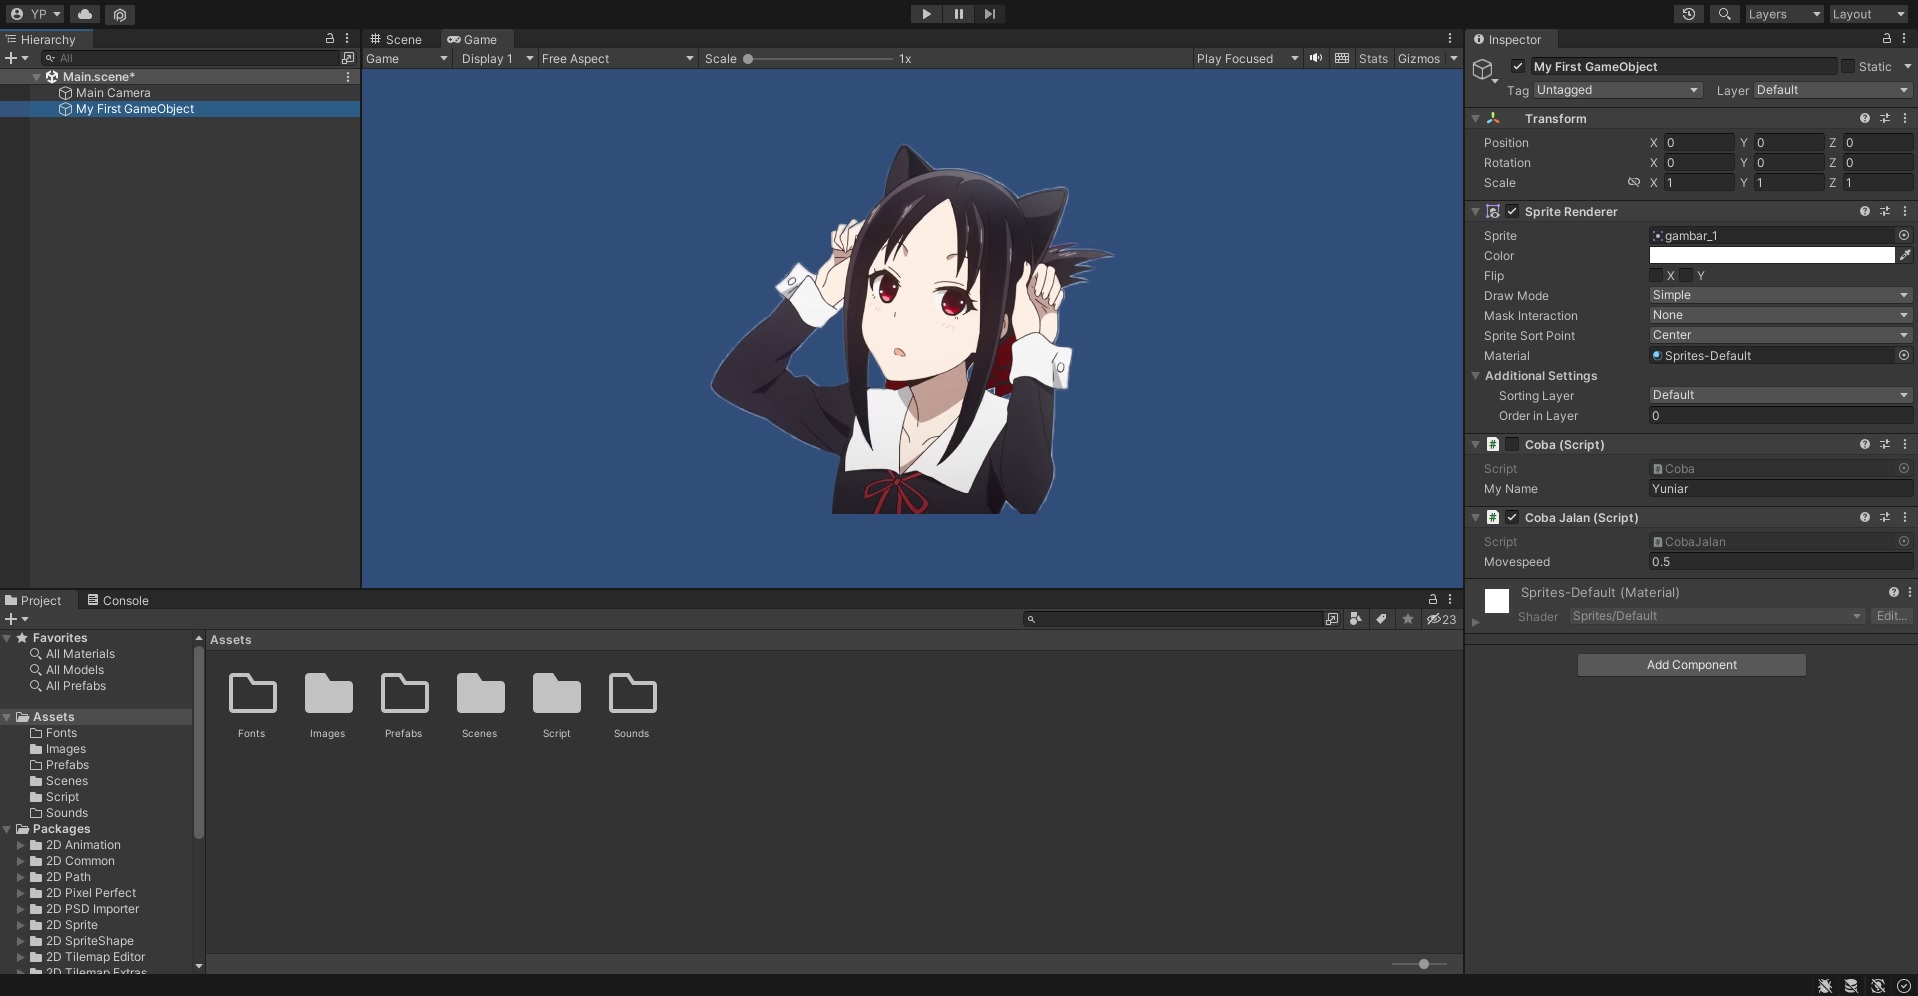 YP
Layers
Layout
Hierarchy
All
Main.scene*
Main Camera
My First GameObject
Scene
Game
Game
Display 1
Free Aspect
Scale
1x
Play Focused
Stats
Gizmos
Inspector
My First GameObject
Static
Tag
Untagged
Layer
Default
Transform
Position
X 0
Y 0
Z 0
Rotation
X 0
Y 0
Z 0
Scale
X 1
Y 1
Z 1
Sprite Renderer
Sprite
gambar_1
Color
Flip
X
Y
Draw Mode
Simple
Mask Interaction
None
Sprite Sort Point
Center
Material
Sprites-Default
Additional Settings
Sorting Layer
Default
Order in Layer
0
Coba (Script)
Script
Coba
My Name
Yuniar
Coba Jalan (Script)
Script
CobaJalan
Movespeed
0.5
Sprites-Default (Material)
Shader
Sprites/Default
Edit...
Add Component
Project
Console
23
Favorites
All Materials
All Models
All Prefabs
Assets
Fonts
Images
Prefabs
Scenes
Script
Sounds
Packages
2D Animation
2D Common
2D Path
2D Pixel Perfect
2D PSD Importer
2D Sprite
2D SpriteShape
2D Tilemap Editor
2D Tilemap Extras
Assets
Fonts
Images
Prefabs
Scenes
Script
Sounds